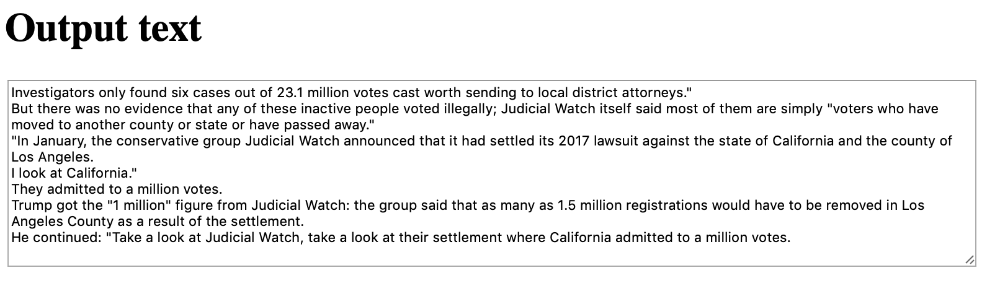 Output text
Investigators only found six cases out of 23.1 million votes cast worth sending to local district attorneys."
But there was no evidence that any of these inactive people voted illegally; Judicial Watch itself said most of them are simply "voters who have
moved to another county or state or have passed away."
"In January, the conservative group Judicial Watch announced that it had settled its 2017 lawsuit against the state of California and the county of
Los Angeles.
I look at California."
They admitted to a million votes.
Trump got the "1 million" figure from Judicial Watch: the group said that as many as 1.5 million registrations would have to be removed in Los
Angeles County as a result of the settlement.
He continued: "Take a look at Judicial Watch, take a look at their settlement where California admitted to a million votes.